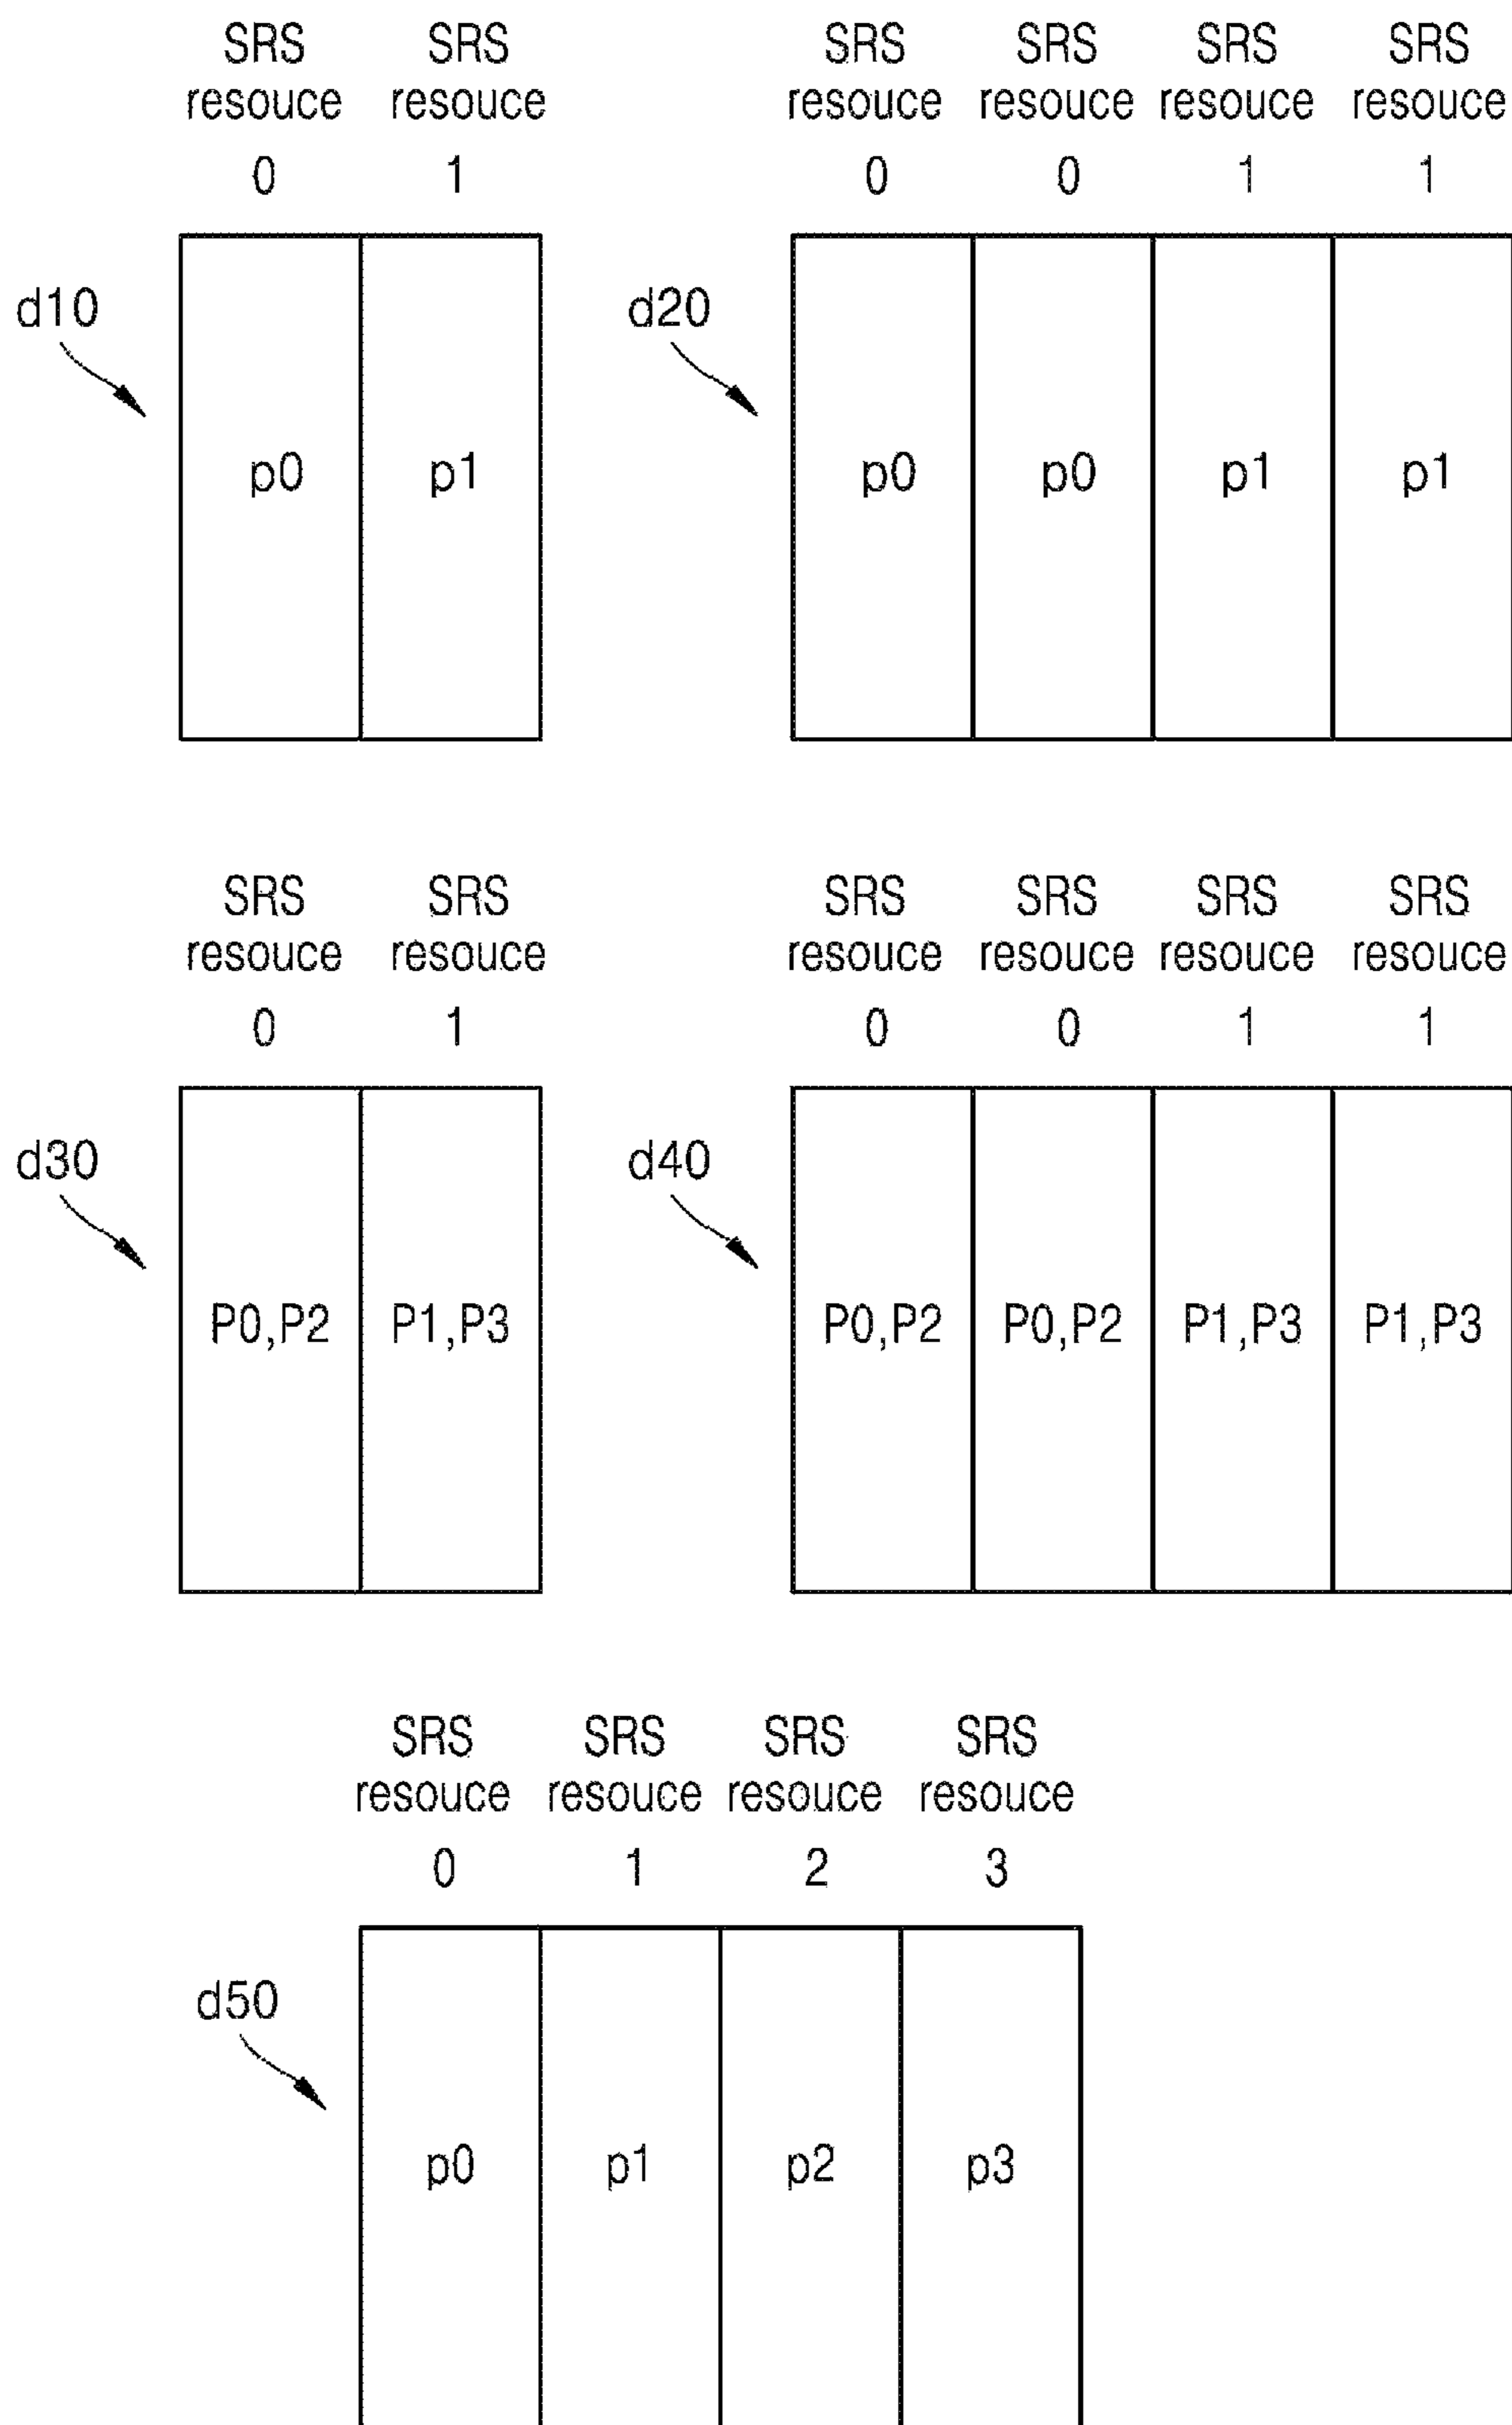 SRS SRS SRS SRS SRS SRS
resouce resouce resouce resouce resouce resouce
0 1 0 0 1 1
d10 d20
p0 p1 p0 p0 p1 p1
SRS SRS SRS SRS SRS SRS
resouce resouce resouce resouce resouce resouce
0 1 0 0 1 1
d30 d40
P0,P2 P1,P3 P0,P2 P0,P2 P1,P3 P1,P3
SRS SRS SRS SRS
resouce resouce resouce resouce
0 1 2 3
d50
p0 p1 p2 p3